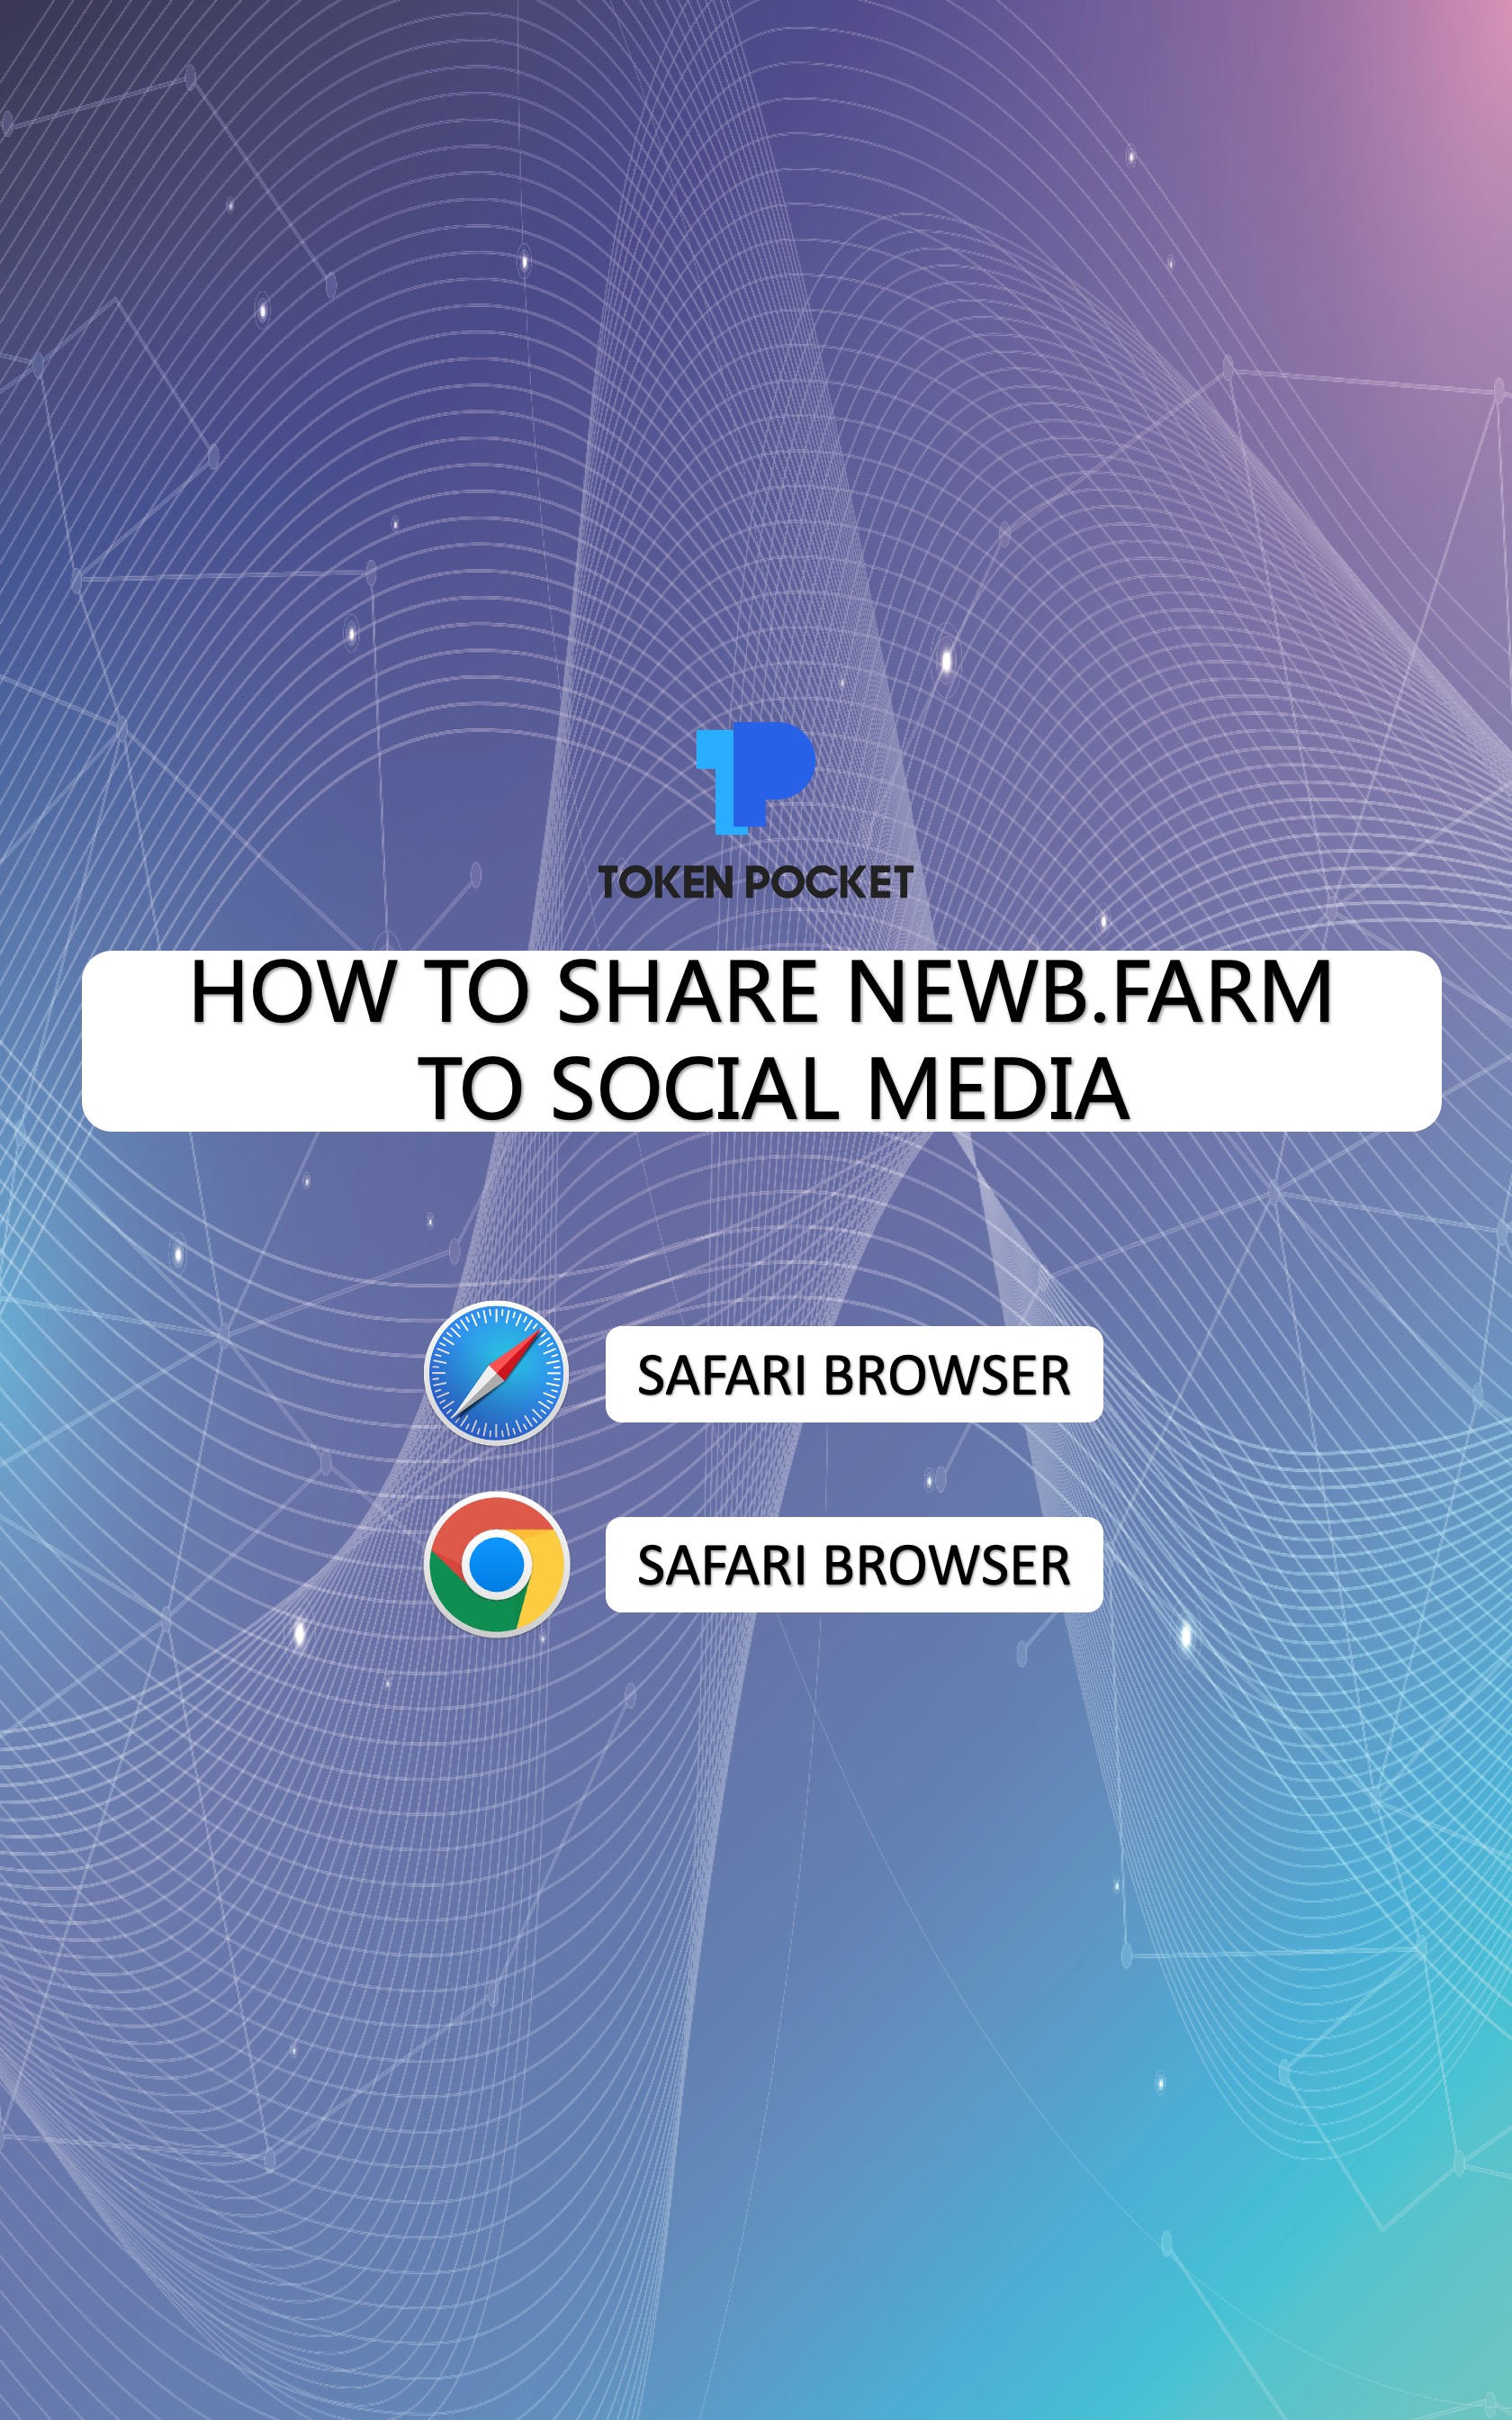 TOKEN POCKET
HOW TO SHARE NEWB.FARM
TO SOCIAL MEDIA
SAFARI BROWSER
SAFARI BROWSER